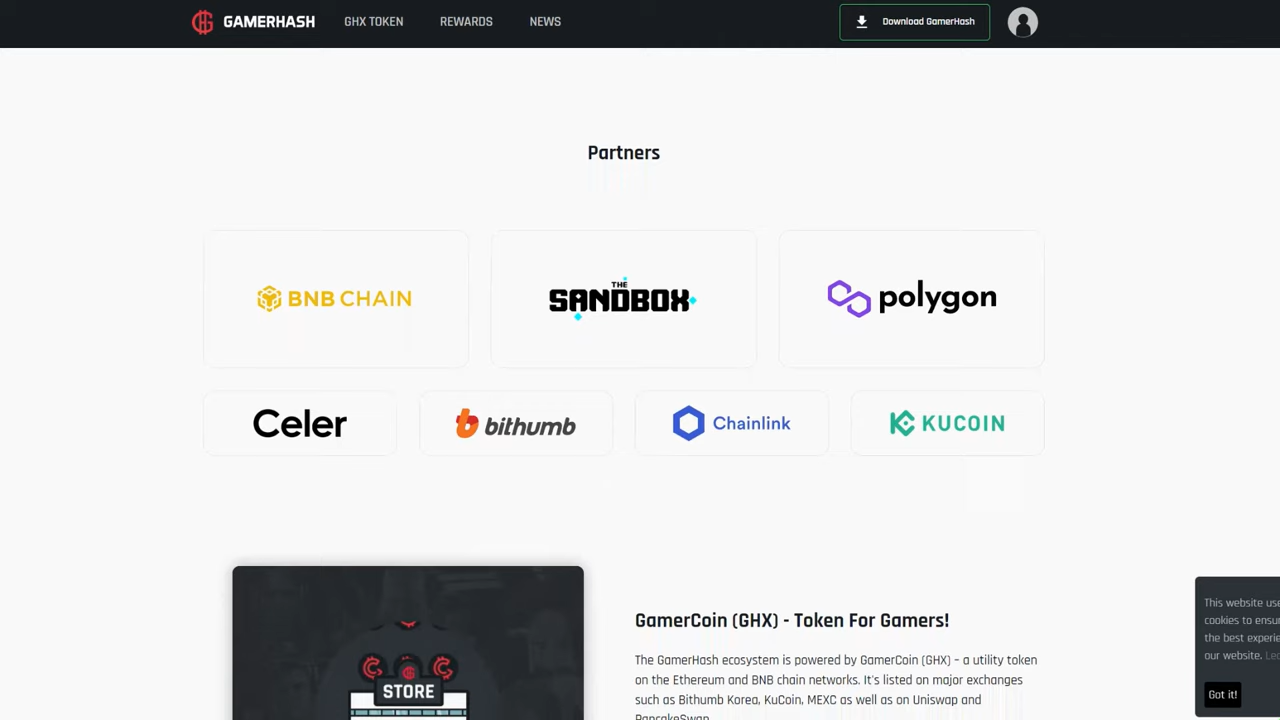 GAMERHASH
GHX TOKEN
REWARDS
NEWS
Download GamerHash
Partners
BNB CHAIN
THE
SANDBOX
polygon
Celer
bithumb
Chainlink
KUCOIN
STORE
GamerCoin (GHX) - Token For Gamers!
The GamerHash ecosystem is powered by GamerCoin (GHX) – a utility token
on the Ethereum and BNB chain networks. It's listed on major exchanges
such as Bithumb Korea, KuCoin, MEXC as well as on Uniswap and
PancakeSwap.
This website use
cookies to ensu
the best experie
our website. Le
Got it!